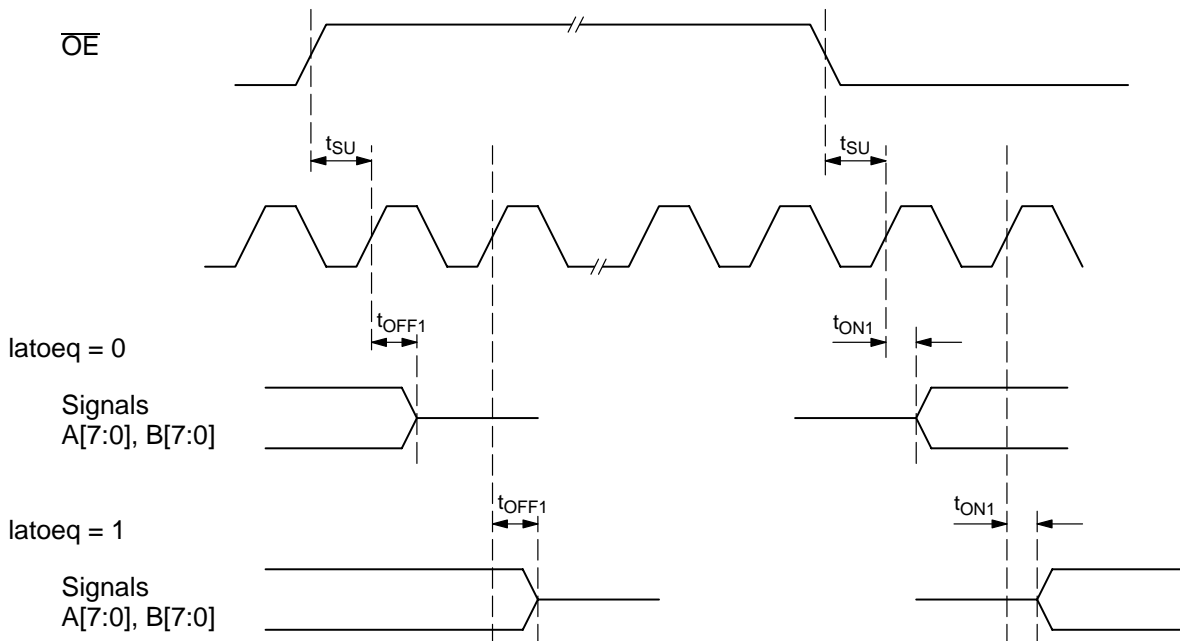 OE
tSU tSU
tOFF1 tON1
latoeq = 0
Signals
A[7:0], B[7:0]
tOFF1 tON1
latoeq = 1
Signals
A[7:0], B[7:0]